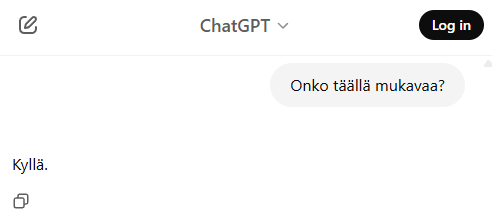 ChatGPT
Log in
Onko täällä mukavaa?
Kyllä.